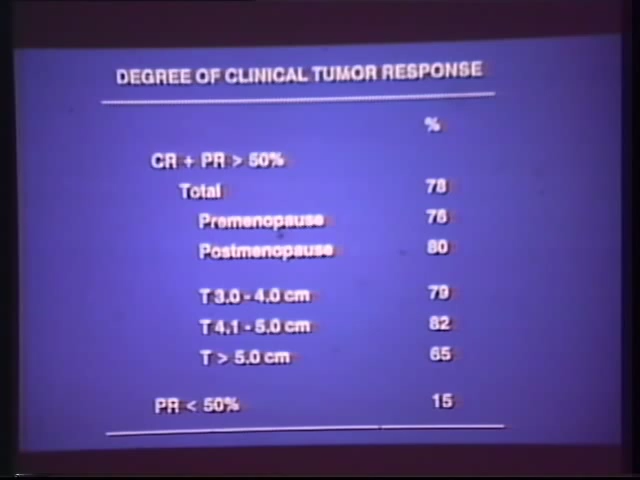 DEGREE OF CLINICAL TUMOR RESPONSE
%
CR + PR > 50%
Total 78
Premenopause 76
Postmenopause 80
T 3.0 - 4.0 cm 79
T 4.1 - 5.0 cm 82
T > 5.0 cm 65
PR < 50% 15